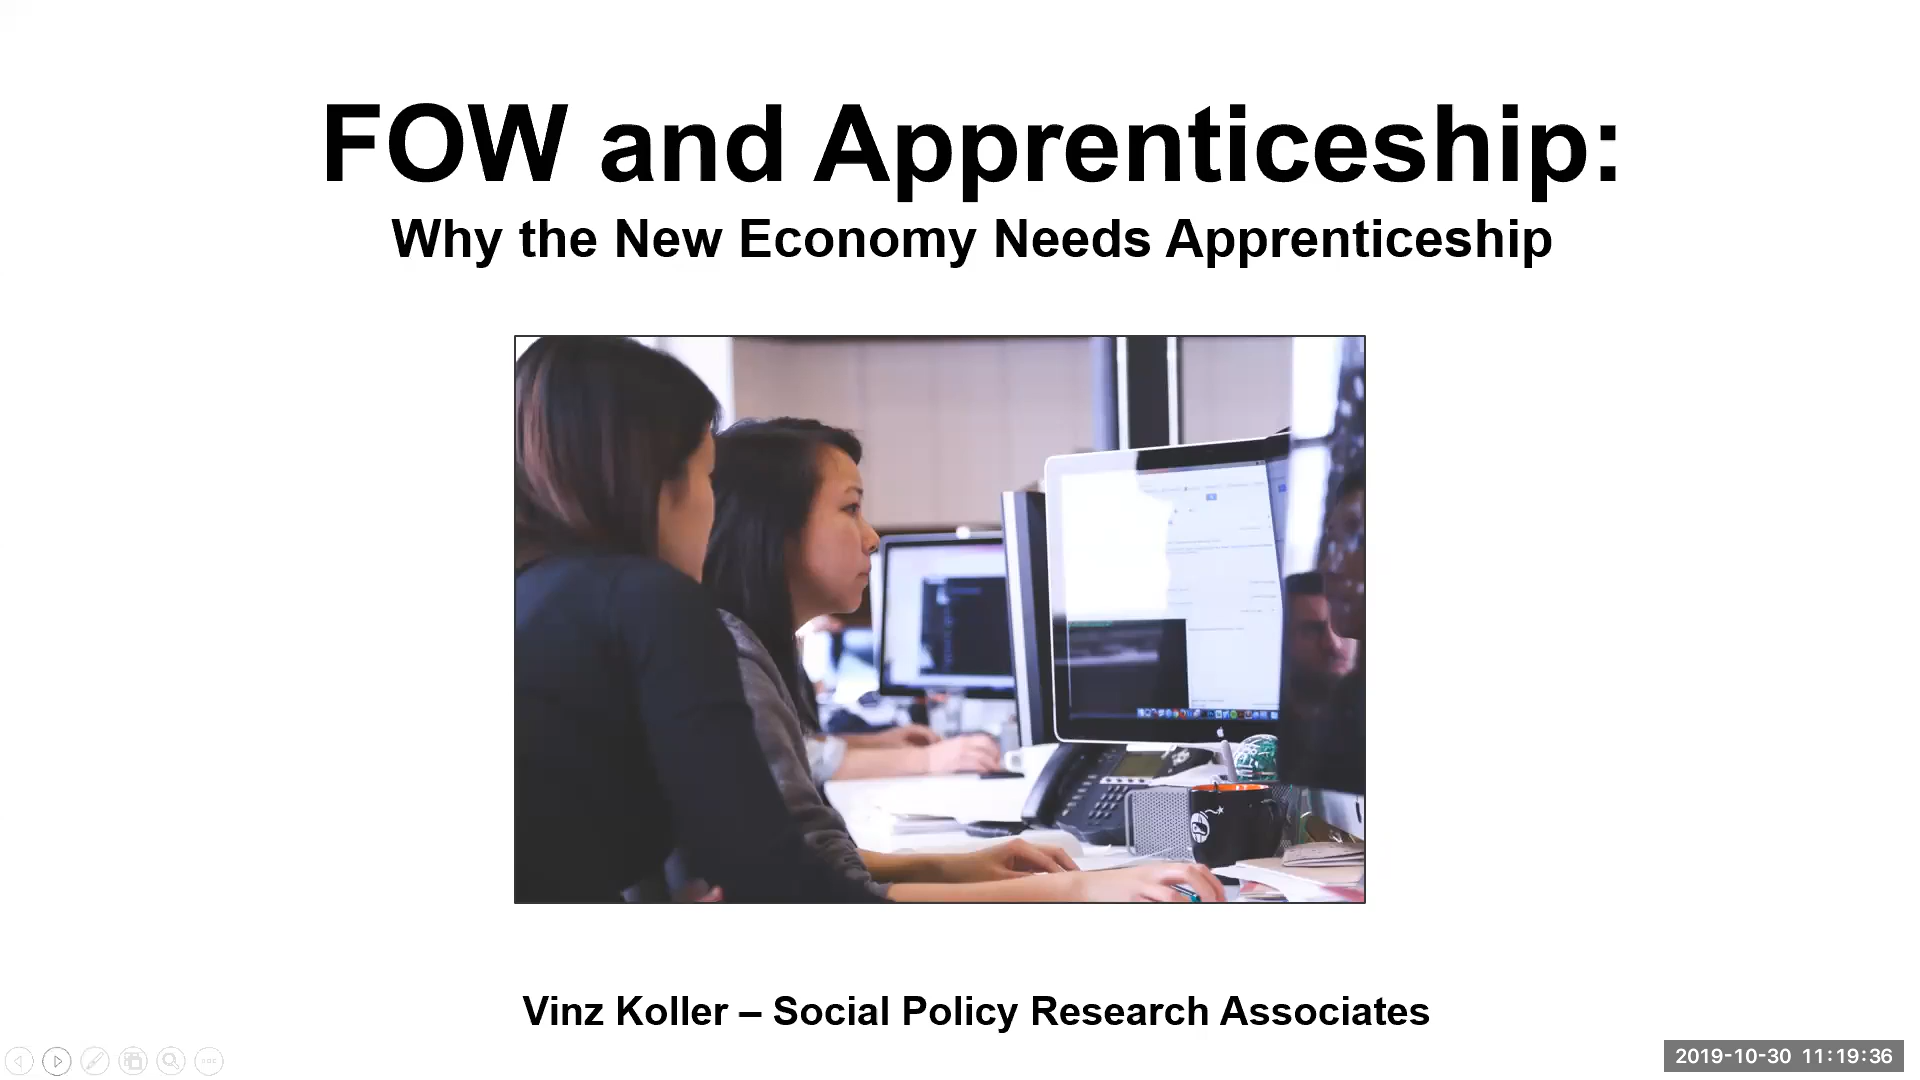 FOW and Apprenticeship:
Why the New Economy Needs Apprenticeship
Vinz Koller – Social Policy Research Associates
2019-10-30 11:19:36